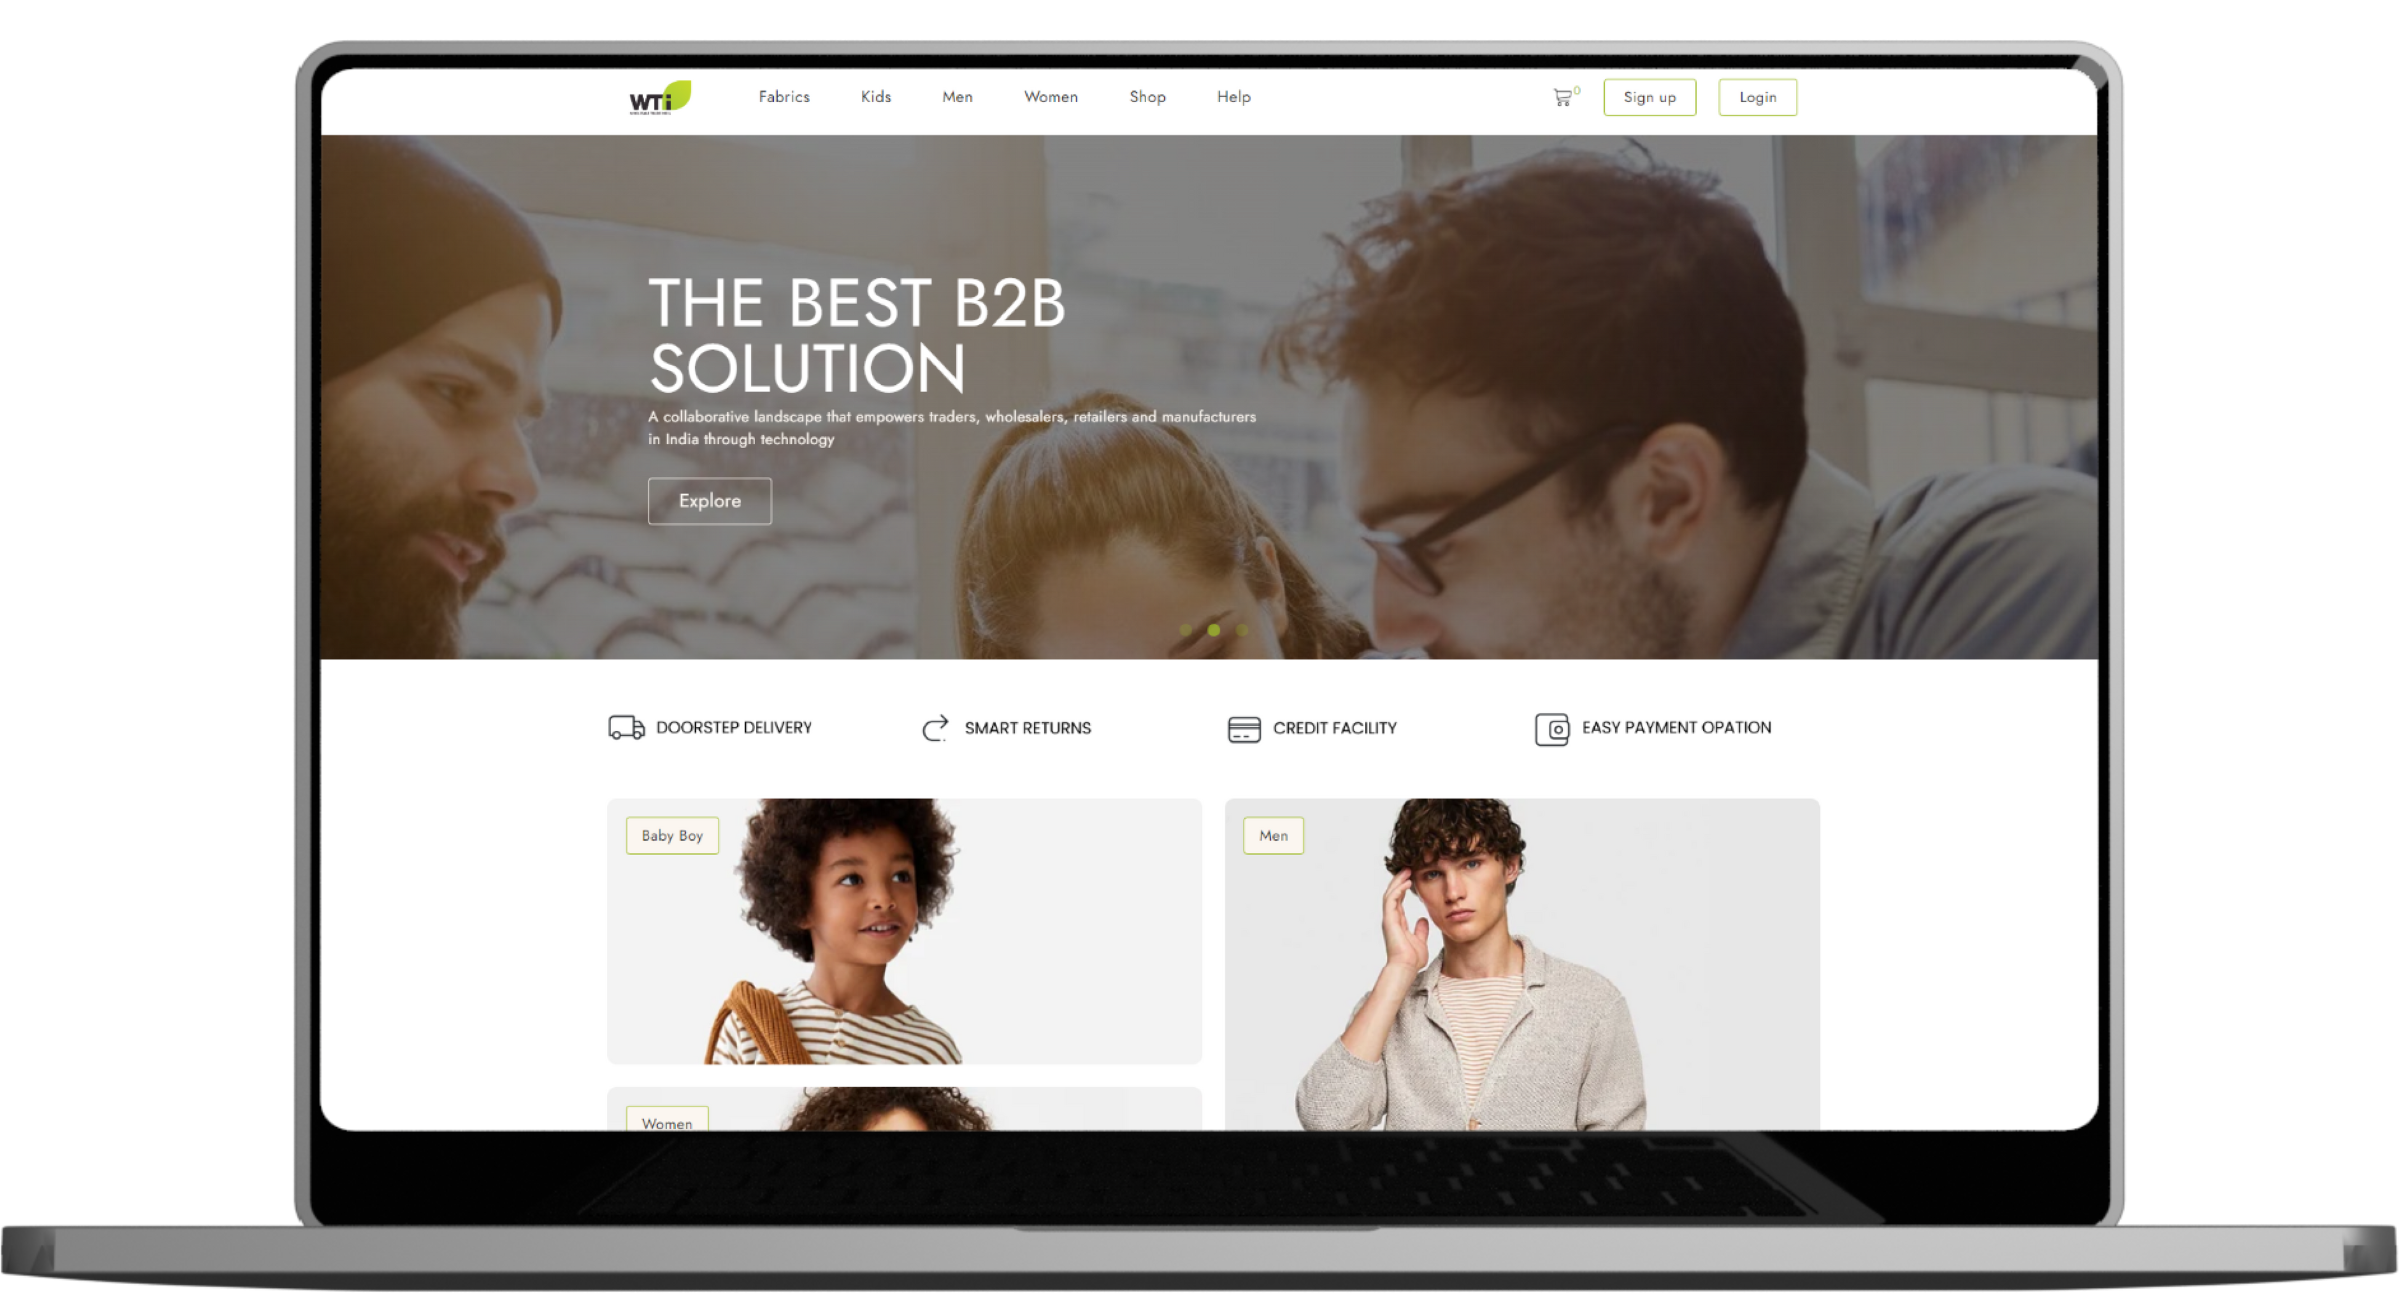 WTi
Fabrics Kids Men Women Shop Help
0
Sign up
Login
THE BEST B2B
SOLUTION
A collaborative landscape that empowers traders, wholesalers, retailers and manufacturers
in India through technology
Explore
DOORSTEP DELIVERY
SMART RETURNS
CREDIT FACILITY
EASY PAYMENT OPATION
Baby Boy
Men
Women